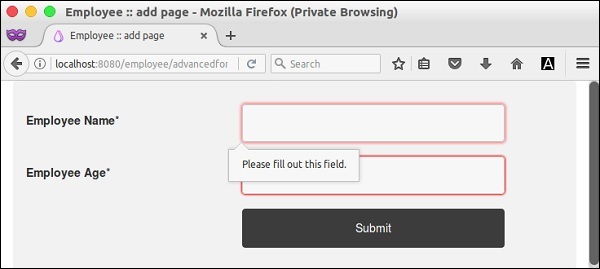 Employee :: add page - Mozilla Firefox (Private Browsing)
Employee :: add page
localhost:8080/employee/advancedfor
Search
A
Employee Name*
Please fill out this field.
Employee Age*
Submit